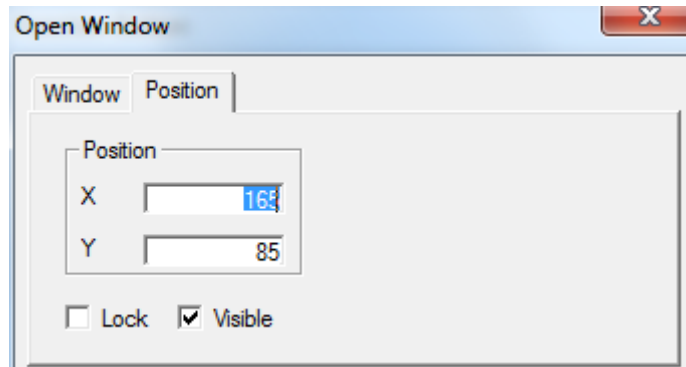 Open Window
Window Position
Position
X 165
Y 85
Lock Visible